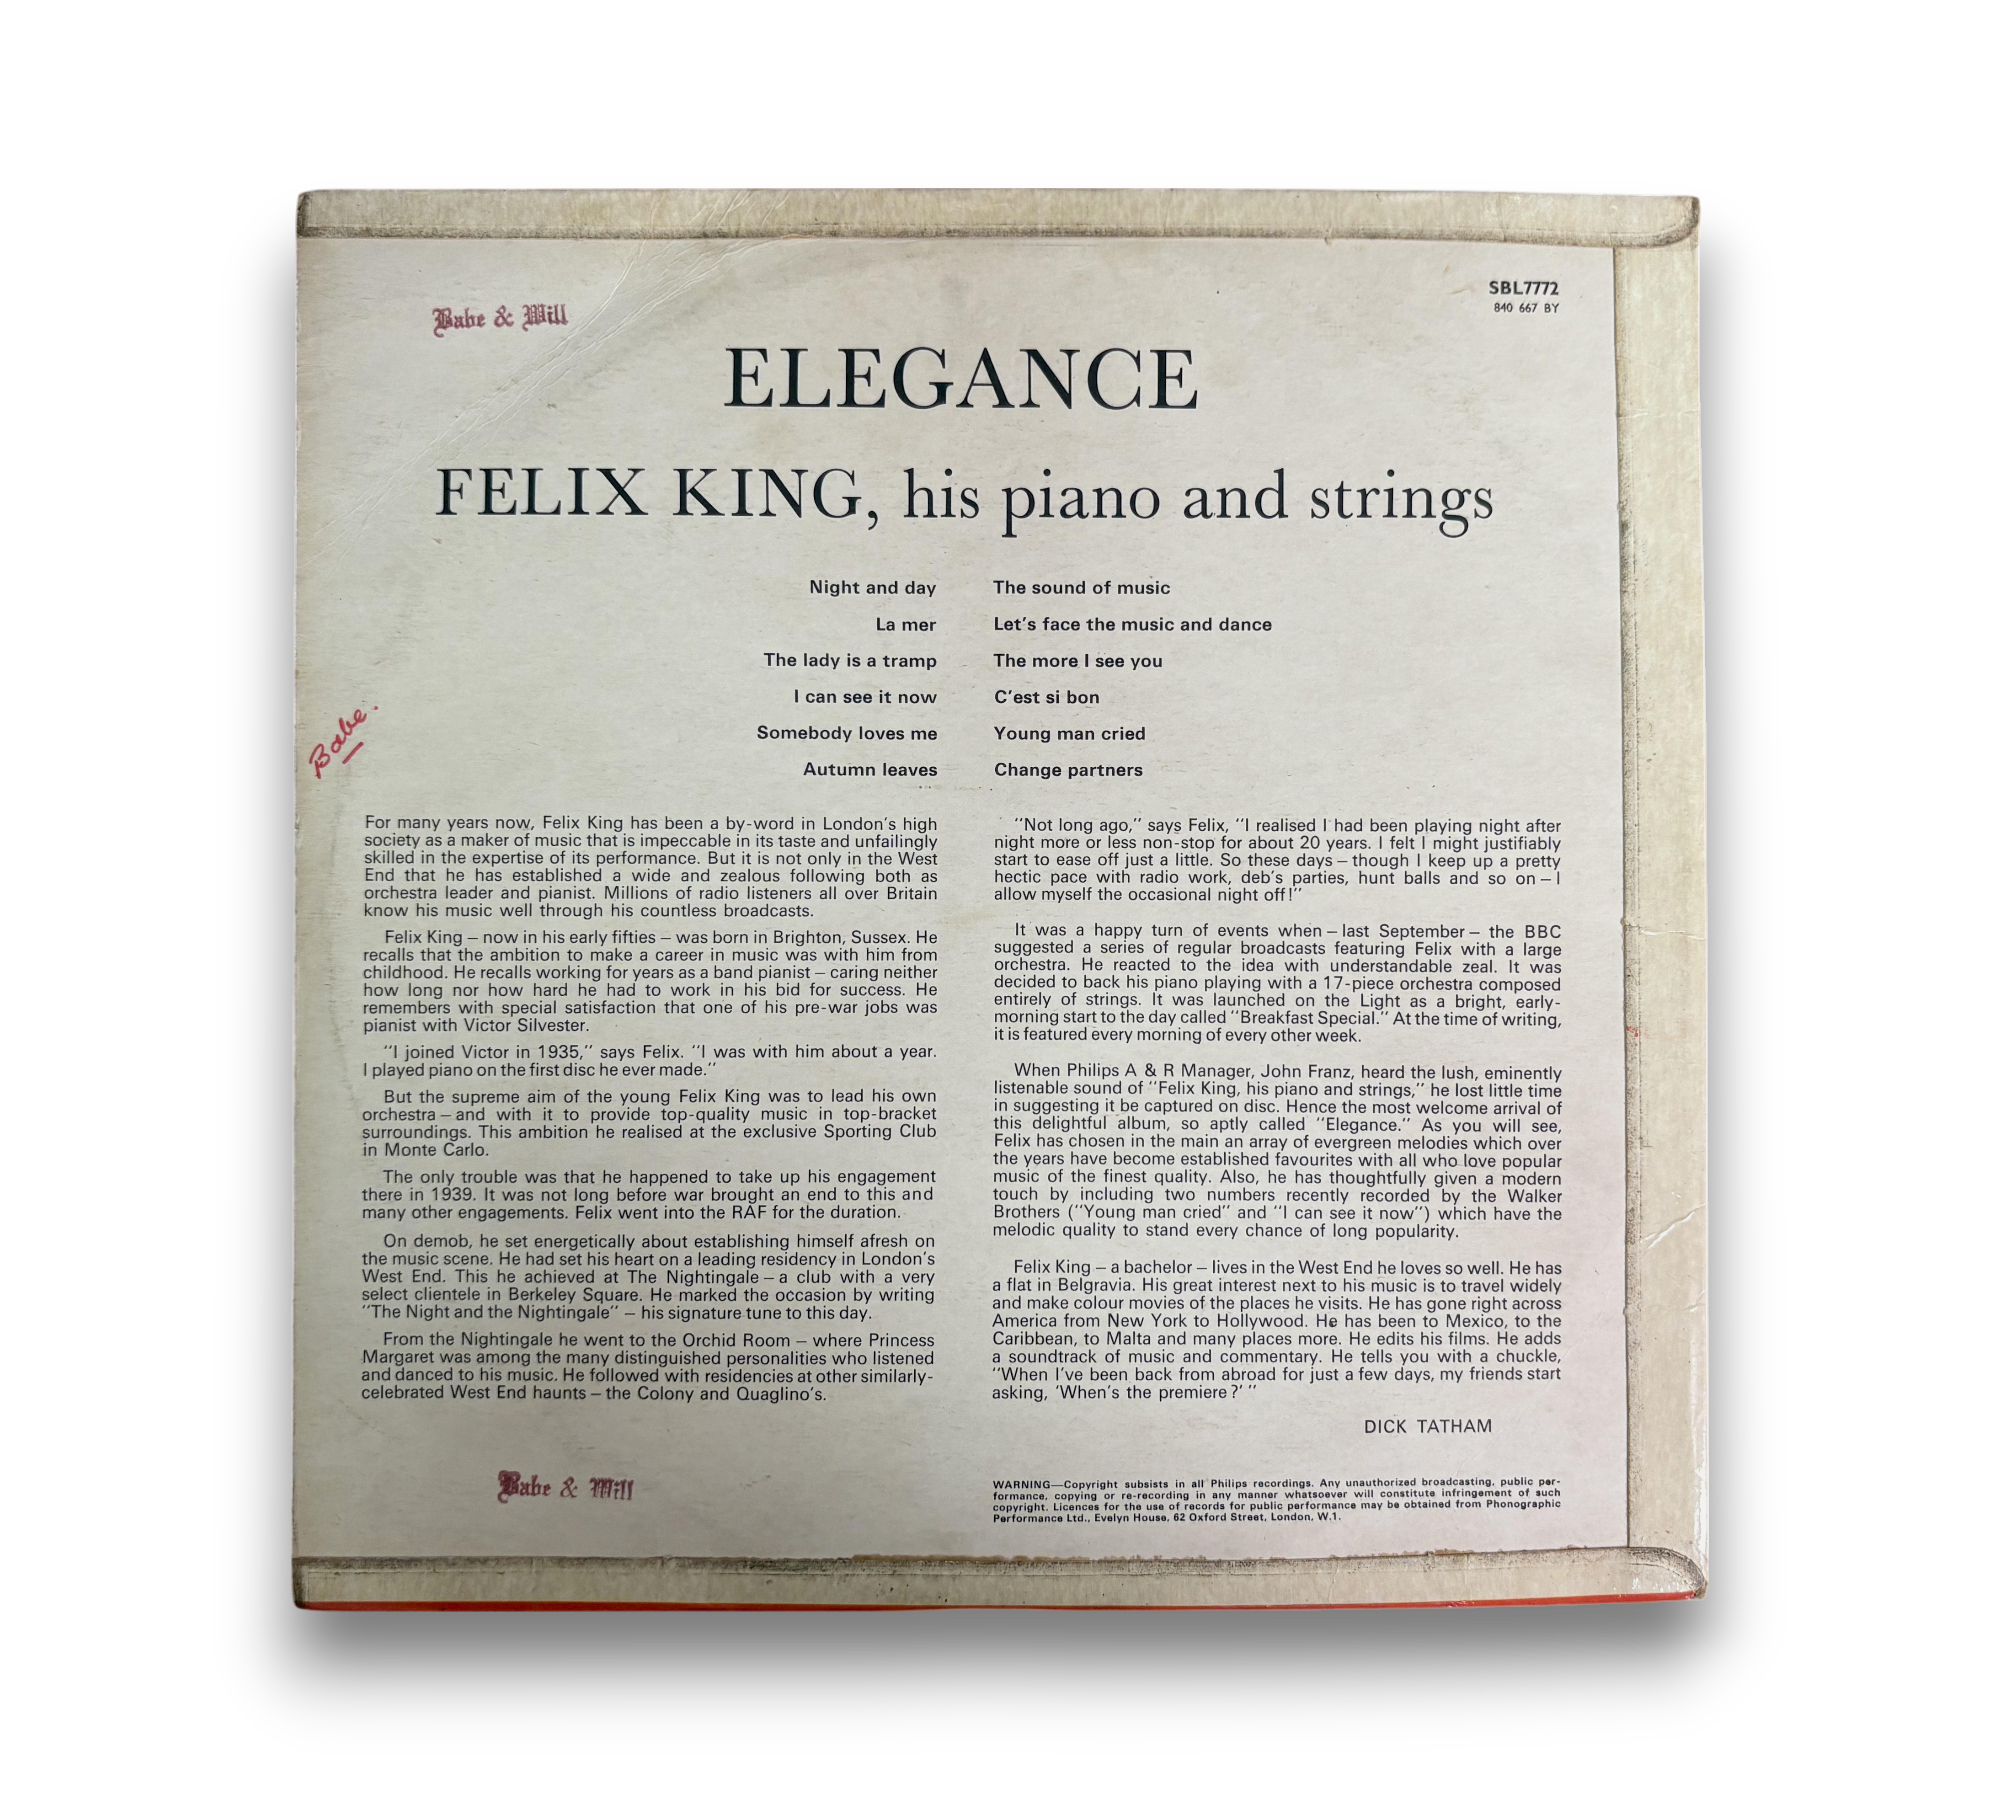 SBL7772
840 667 BY
Babe & Will
ELEGANCE
FELIX KING, his piano and strings
Night and day
La mer
The lady is a tramp
I can see it now
Somebody loves me
Autumn leaves
The sound of music
Let's face the music and dance
The more I see you
C'est si bon
Young man cried
Change partners
Babe.
For many years now, Felix King has been a by-word in London's high
society as a maker of music that is impeccable in its taste and unfailingly
skilled in the expertise of its performance. But it is not only in the West
End that he has established a wide and zealous following both as
orchestra leader and pianist. Millions of radio listeners all over Britain
know his music well through his countless broadcasts.
Felix King – now in his early fifties – was born in Brighton, Sussex. He
recalls that the ambition to make a career in music was with him from
childhood. He recalls working for years as a band pianist – caring neither
how long nor how hard he had to work in his bid for success. He
remembers with special satisfaction that one of his pre-war jobs was
pianist with Victor Silvester.
"I joined Victor in 1935," says Felix. "I was with him about a year.
I played piano on the first disc he ever made."
But the supreme aim of the young Felix King was to lead his own
orchestra – and with it to provide top-quality music in top-bracket
surroundings. This ambition he realised at the exclusive Sporting Club
in Monte Carlo.
The only trouble was that he happened to take up his engagement
there in 1939. It was not long before war brought an end to this and
many other engagements. Felix went into the RAF for the duration.
On demob, he set energetically about establishing himself afresh on
the music scene. He had set his heart on a leading residency in London's
West End. This he achieved at The Nightingale – a club with a very
select clientele in Berkeley Square. He marked the occasion by writing
"The Night and the Nightingale" – his signature tune to this day.
From the Nightingale he went to the Orchid Room – where Princess
Margaret was among the many distinguished personalities who listened
and danced to his music. He followed with residencies at other similarly-
celebrated West End haunts – the Colony and Quaglino's.
"Not long ago," says Felix, "I realised I had been playing night after
night more or less non-stop for about 20 years. I felt I might justifiably
start to ease off just a little. So these days – though I keep up a pretty
hectic pace with radio work, deb's parties, hunt balls and so on – I
allow myself the occasional night off!"
It was a happy turn of events when – last September – the BBC
suggested a series of regular broadcasts featuring Felix with a large
orchestra. He reacted to the idea with understandable zeal. It was
decided to back his piano playing with a 17-piece orchestra composed
entirely of strings. It was launched on the Light as a bright, early-
morning start to the day called "Breakfast Special." At the time of writing,
it is featured every morning of every other week.
When Philips A & R Manager, John Franz, heard the lush, eminently
listenable sound of "Felix King, his piano and strings," he lost little time
in suggesting it be captured on disc. Hence the most welcome arrival of
this delightful album, so aptly called "Elegance." As you will see,
Felix has chosen in the main an array of evergreen melodies which over
the years have become established favourites with all who love popular
music of the finest quality. Also, he has thoughtfully given a modern
touch by including two numbers recently recorded by the Walker
Brothers ("Young man cried" and "I can see it now") which have the
melodic quality to stand every chance of long popularity.
Felix King – a bachelor – lives in the West End he loves so well. He has
a flat in Belgravia. His great interest next to his music is to travel widely
and make colour movies of the places he visits. He has gone right across
America from New York to Hollywood. He has been to Mexico, to the
Caribbean, to Malta and many places more. He edits his films. He adds
a soundtrack of music and commentary. He tells you with a chuckle,
"When I've been back from abroad for just a few days, my friends start
asking, 'When's the premiere?' "
DICK TATHAM
Babe & Will
WARNING—Copyright subsists in all Philips recordings. Any unauthorized broadcasting, public per-
formance, copying or re-recording in any manner whatsoever will constitute infringement of such
copyright. Licences for the use of records for public performance may be obtained from Phonographic
Performance Ltd., Evelyn House, 62 Oxford Street, London, W.1.